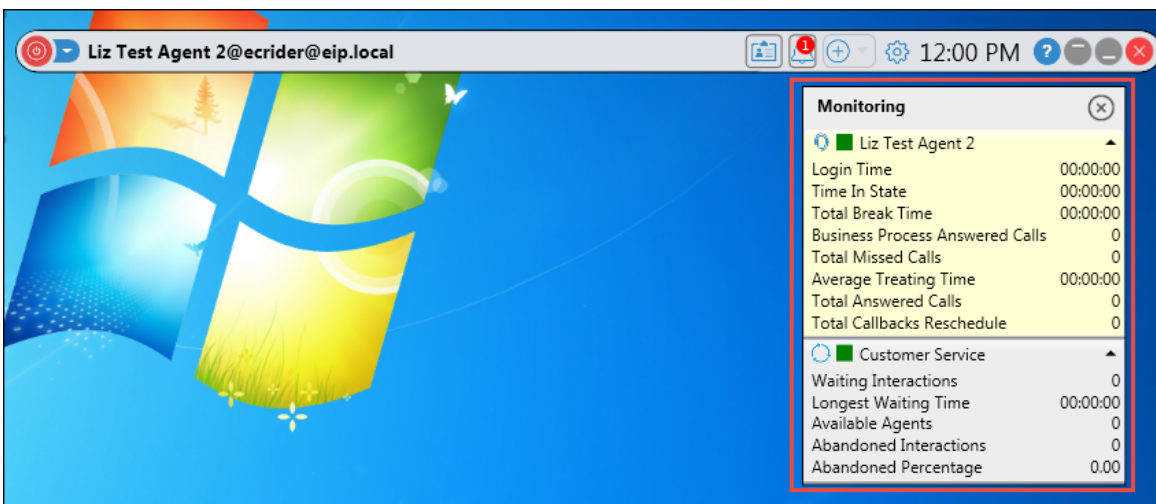 Liz Test Agent 2@ecrider@eip.local 1 12:00 PM ?
Monitoring
Liz Test Agent 2
Login Time 00:00:00
Time In State 00:00:00
Total Break Time 00:00:00
Business Process Answered Calls 0
Total Missed Calls 0
Average Treating Time 00:00:00
Total Answered Calls 0
Total Callbacks Reschedule 0
Customer Service
Waiting Interactions 0
Longest Waiting Time 00:00:00
Available Agents 0
Abandoned Interactions 0
Abandoned Percentage 0.00